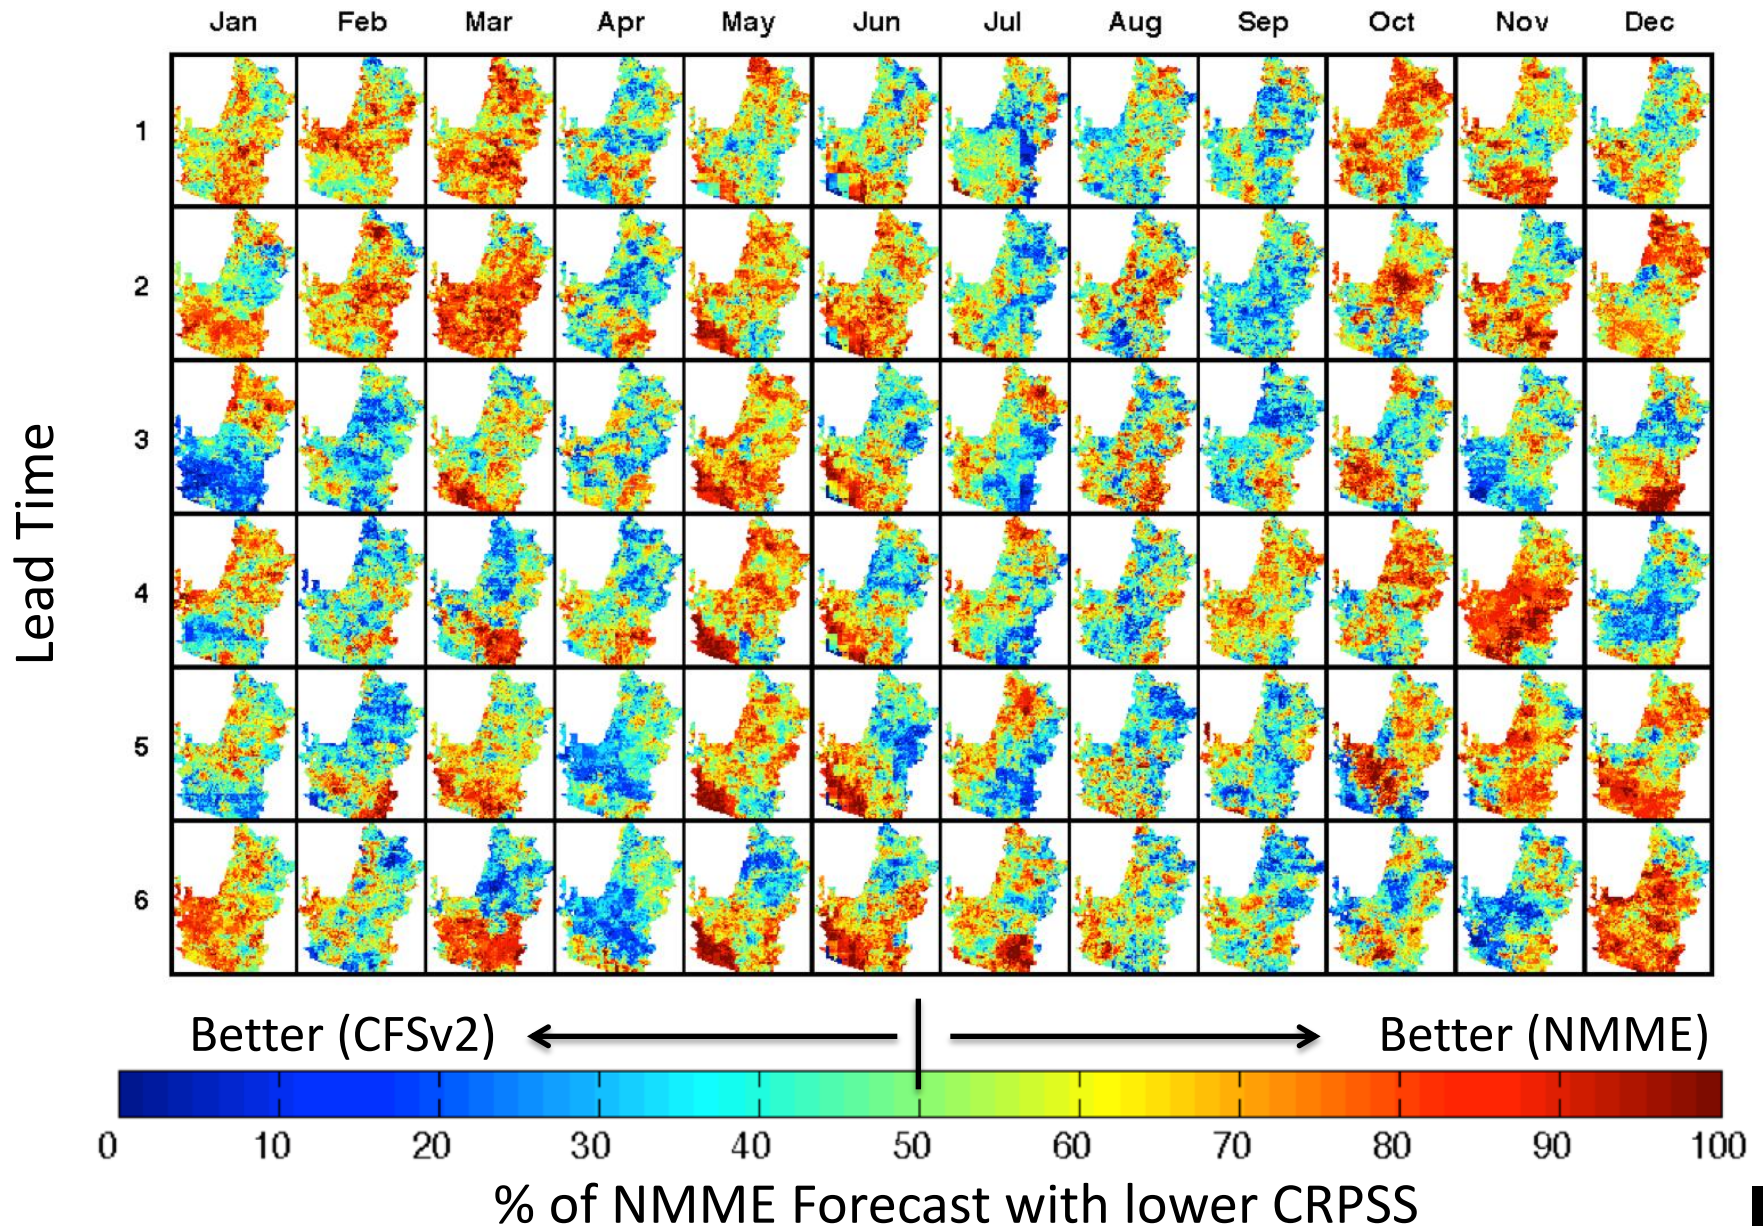 Jan Feb Mar Apr May Jun Jul Aug Sep Oct Nov Dec
1
2
3
4
5
6
Lead Time
Better (CFSv2) Better (NMME)
0 10 20 30 40 50 60 70 80 90 100
% of NMME Forecast with lower CRPSS